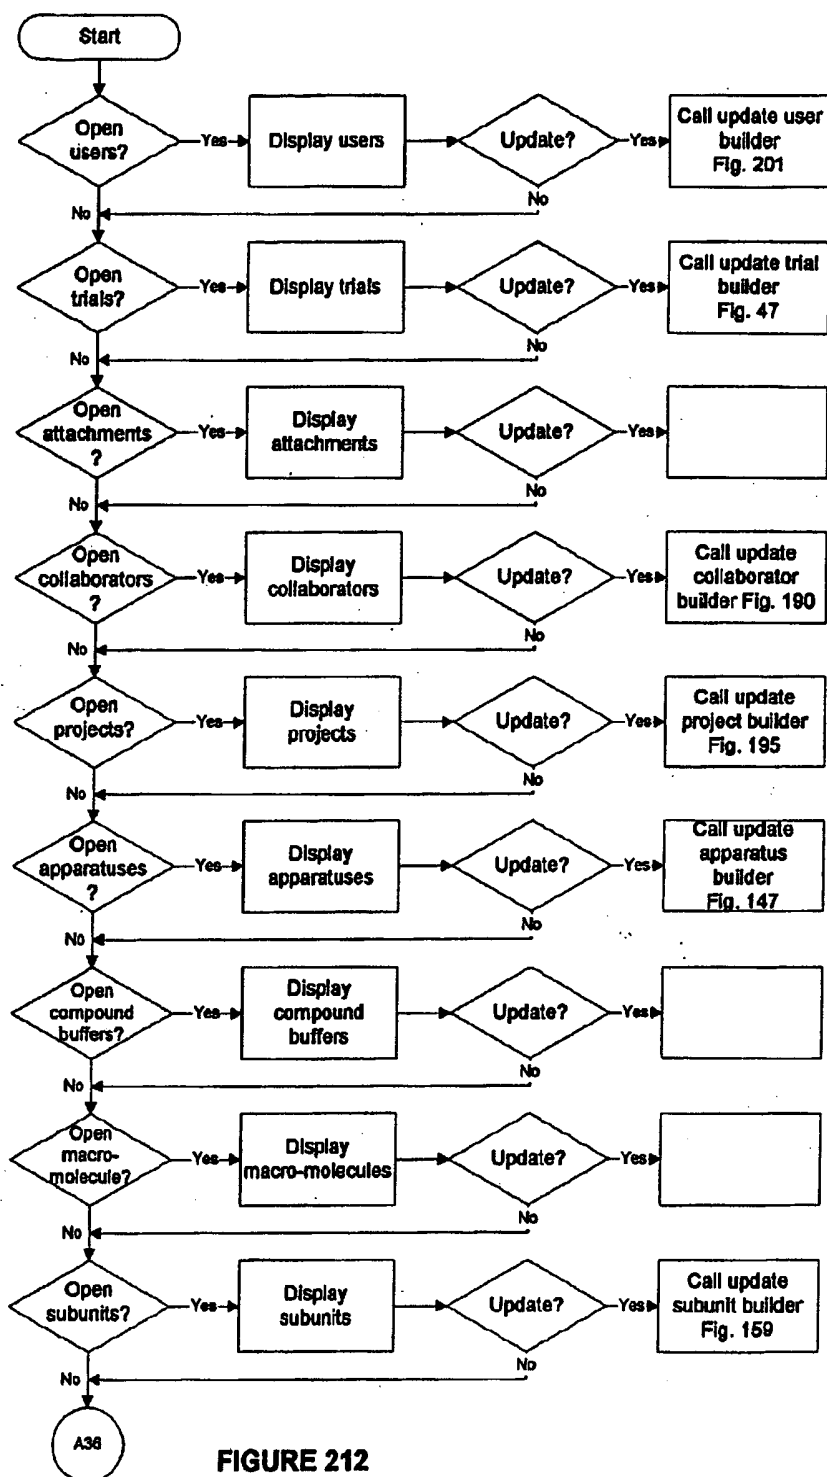 Start
Open
users?
Yes
Display users
Update?
Yes
Call update user
builder
Fig. 201
No
No
Open
trials?
Yes
Display trials
Update?
Yes
Call update trial
builder
Fig. 47
No
No
Open
attachments
?
Yes
Display
attachments
Update?
Yes
No
No
Open
collaborators
?
Yes
Display
collaborators
Update?
Yes
Call update
collaborator
builder Fig. 190
No
No
Open
projects?
Yes
Display
projects
Update?
Yes
Call update
project builder
Fig. 195
No
No
Open
apparatuses
?
Yes
Display
apparatuses
Update?
Yes
Call update
apparatus
builder
Fig. 147
No
No
Open
compound
buffers?
Yes
Display
compound
buffers
Update?
Yes
No
No
Open
macro-
molecule?
Yes
Display
macro-molecules
Update?
Yes
No
No
Open
subunits?
Yes
Display
subunits
Update?
Yes
Call update
subunit builder
Fig. 159
No
No
A36
FIGURE 212